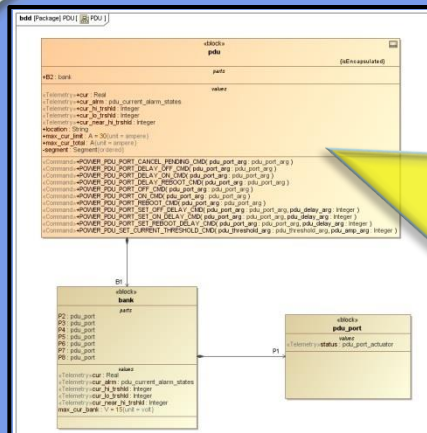 bdd [Package] PDU [ PDU ]
«block»
pdu
{isEncapsulated}
parts
+B2 : bank
values
«Telemetry»+cur : Real
«Telemetry»+cur_alrm : pdu_current_alarm_states
«Telemetry»+cur_hi_trshld : Integer
«Telemetry»+cur_lo_trshld : Integer
«Telemetry»+cur_near_hi_trshld : Integer
+location : String
+max_cur_limit : A = 30{unit = ampere}
+max_cur_total : A{unit = ampere}
-segment : Segment{ordered}
«Command»+POWER_PDU_PORT_CANCEL_PENDING_CMD( pdu_port_arg : pdu_port_arg )
«Command»+POWER_PDU_PORT_DELAY_OFF_CMD( pdu_port_arg : pdu_port_arg )
«Command»+POWER_PDU_PORT_DELAY_ON_CMD( pdu_port_arg : pdu_port_arg )
«Command»+POWER_PDU_PORT_DELAY_REBOOT_CMD( pdu_port_arg : pdu_port_arg )
«Command»+POWER_PDU_PORT_OFF_CMD( pdu_port_arg : pdu_port_arg )
«Command»+POWER_PDU_PORT_ON_CMD( pdu_port_arg : pdu_port_arg )
«Command»+POWER_PDU_PORT_REBOOT_CMD( pdu_port_arg : pdu_port_arg )
«Command»+POWER_PDU_PORT_SET_OFF_DELAY_CMD( pdu_port_arg : pdu_port_arg, pdu_delay_arg : Integer )
«Command»+POWER_PDU_PORT_SET_ON_DELAY_CMD( pdu_port_arg : pdu_port_arg, pdu_delay_arg : Integer )
«Command»+POWER_PDU_PORT_SET_REBOOT_DELAY_CMD( pdu_port_arg : pdu_port_arg, pdu_delay_arg : Integer )
«Command»+POWER_PDU_SET_CURRENT_THRESHOLD_CMD( pdu_threshold_arg : pdu_threshold_arg, pdu_amp_arg : Integer )
B1
«block»
bank
parts
P2 : pdu_port
P3 : pdu_port
P4 : pdu_port
P5 : pdu_port
P6 : pdu_port
P7 : pdu_port
P8 : pdu_port
values
«Telemetry»cur : Real
«Telemetry»cur_alrm : pdu_current_alarm_states
«Telemetry»cur_hi_trshld : Integer
«Telemetry»cur_lo_trshld : Integer
«Telemetry»cur_near_hi_trshld : Integer
max_cur_bank : V = 15{unit = volt}
P1
«block»
pdu_port
values
«Telemetry»status : pdu_port_actuator